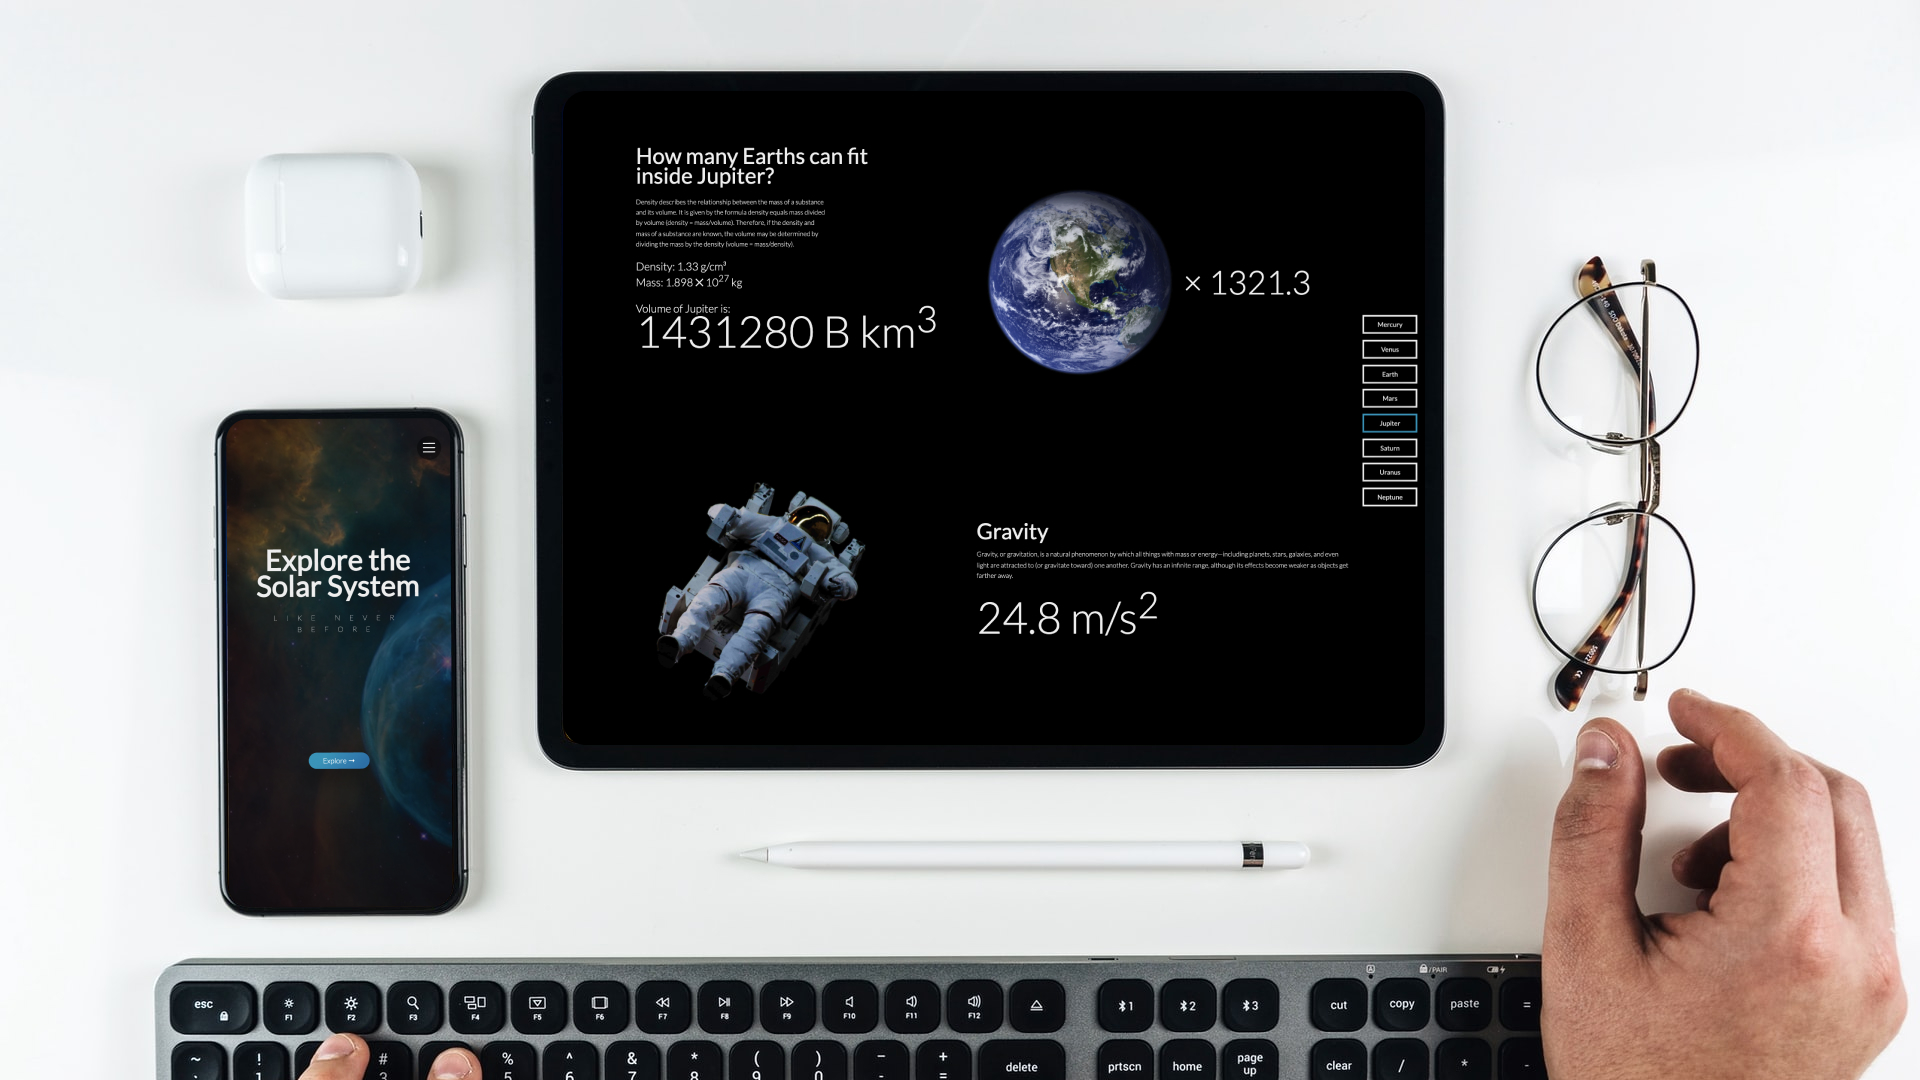 How many Earths can fit
inside Jupiter?
Density describes the relationship between the mass of a substance
and its volume. It is given by the formula density equals mass divided
by volume (density = mass/volume). Therefore, if the density and
mass of a substance are known, the volume may be determined by
dividing the mass by the density (volume = mass/density).
Density: 1.33 g/cm³
Mass: 1.898 ✕ 10²⁷ kg
Volume of Jupiter is:
1431280 B km³
× 1321.3
Mercury
Venus
Earth
Mars
Jupiter
Saturn
Uranus
Neptune
Gravity
Gravity, or gravitation, is a natural phenomenon by which all things with mass or energy—including planets, stars, galaxies, and even
light are attracted to (or gravitate toward) one another. Gravity has an infinite range, although its effects become weaker as objects get
farther away.
24.8 m/s²
Explore the
Solar System
LIKE NEVER
BEFORE
Explore →
/PAIR
esc F1 F2 F3 F4 F5 F6 F7 F8 F9 F10 F11 F12 1 2 3 cut copy paste =
~ ! # % ^ & * ( ) _ + delete prtscn home page up clear / * -
1 3 5 6 7 8 9 0 - =